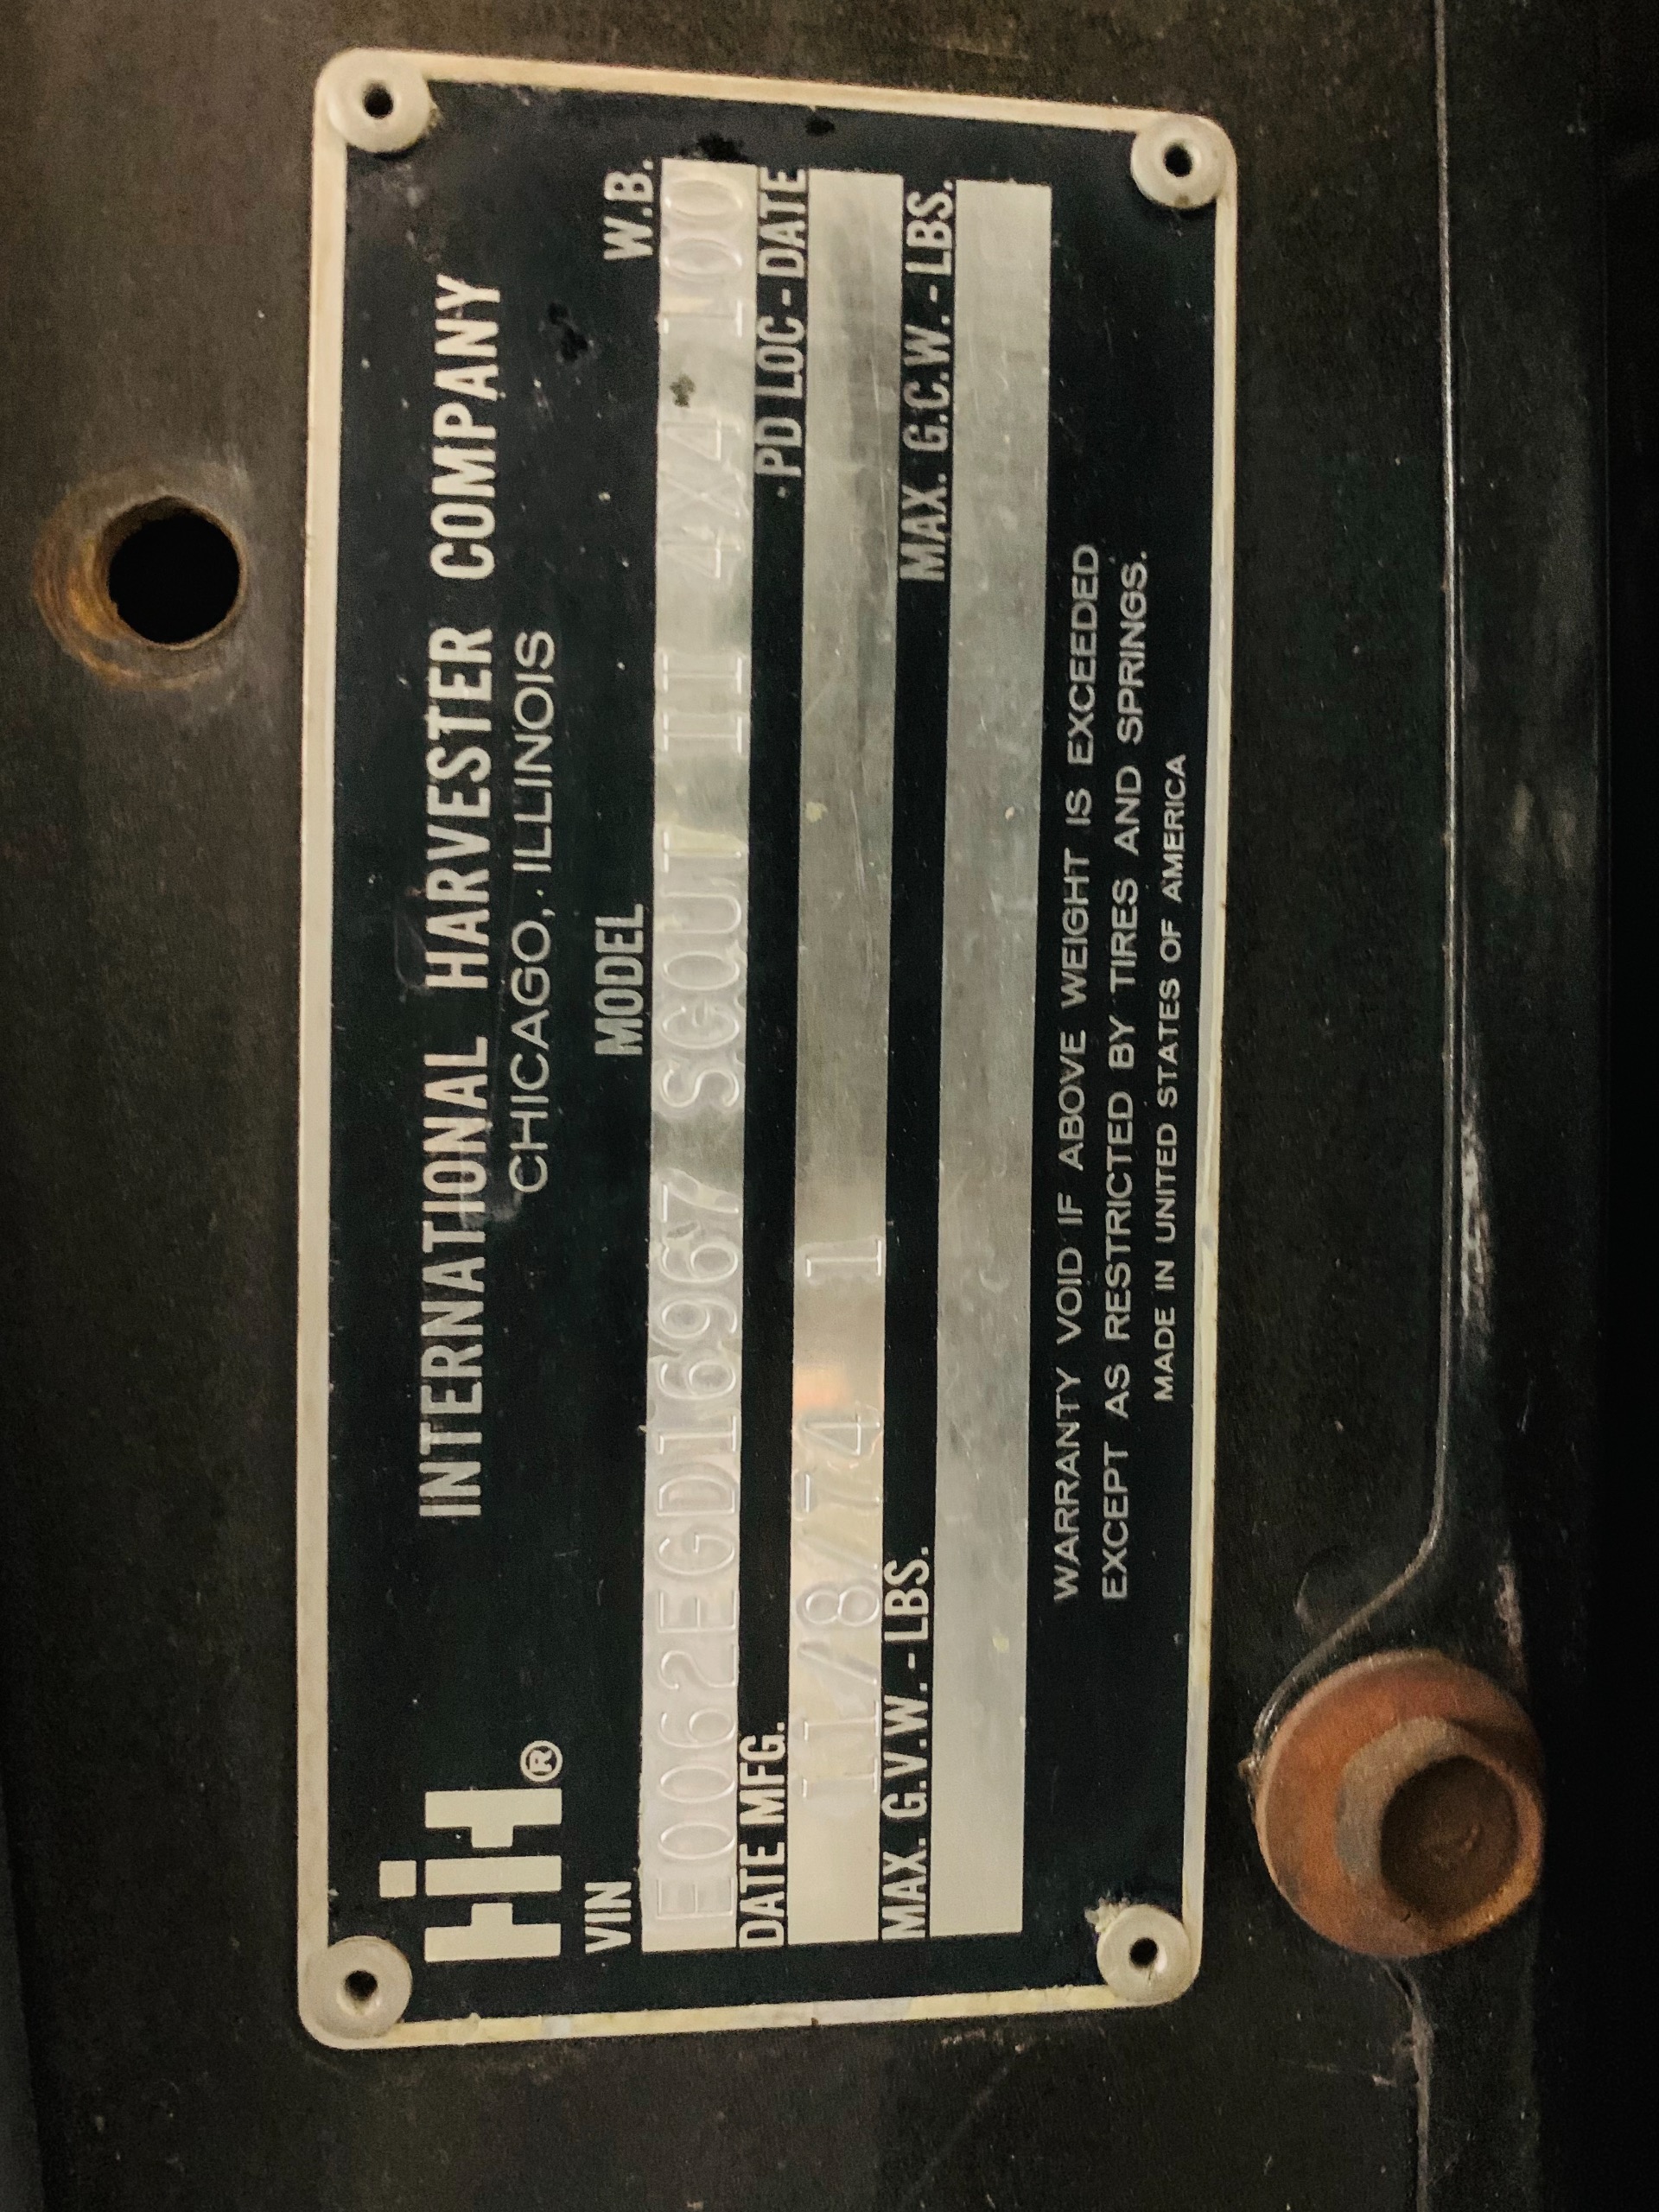 IH®
INTERNATIONAL HARVESTER COMPANY
CHICAGO, ILLINOIS
VIN MODEL W.B.
E0062EGD16967 SCOUT II 4X4 100
DATE MFG. PD LOC-DATE
11/8/74 1
MAX. G.V.W.-LBS. MAX. G.C.W.-LBS.
WARRANTY VOID IF ABOVE WEIGHT IS EXCEEDED
EXCEPT AS RESTRICTED BY TIRES AND SPRINGS.
MADE IN UNITED STATES OF AMERICA